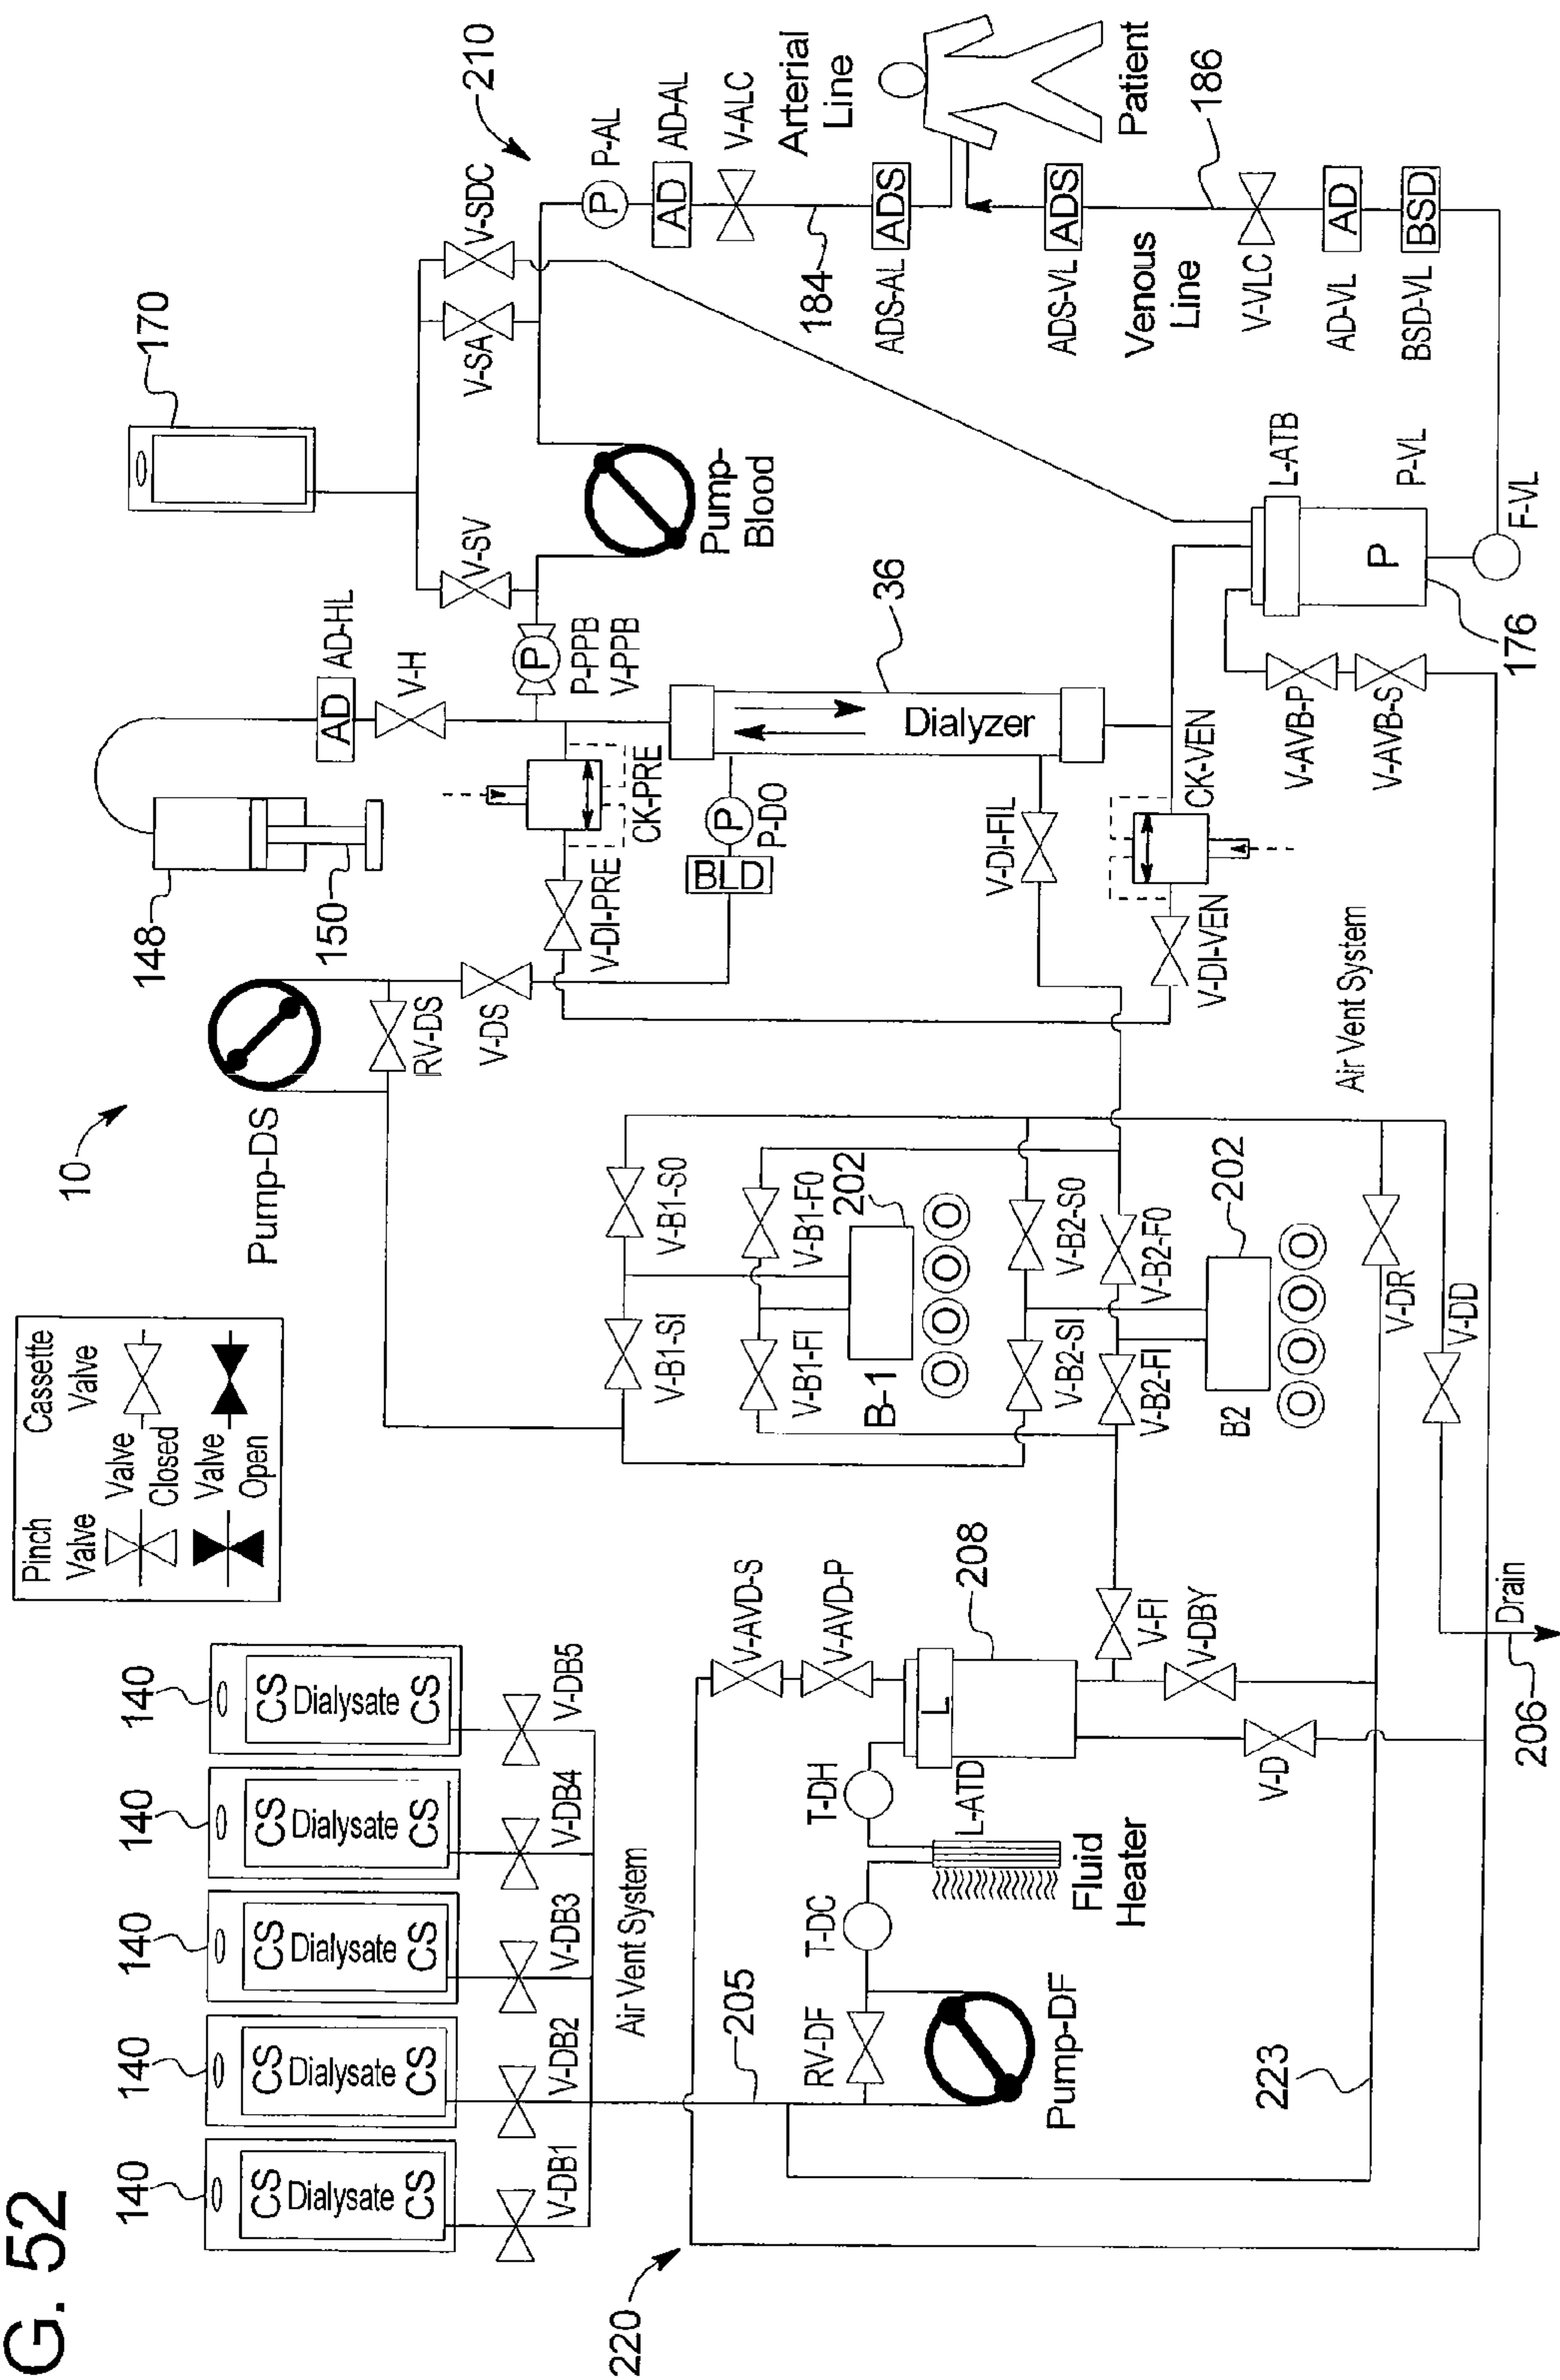 G. 52
10
Pinch Valve
Cassette Valve
Valve Closed
Valve Open
Pump-DS
RV-DS
V-DS
140
140
140
140
140
CS Dialysate CS
CS Dialysate CS
CS Dialysate CS
CS Dialysate CS
CS Dialysate CS
V-DB1
V-DB2
V-DB3
V-DB4
V-DB5
Air Vent System
220
205
RV-DF
Pump-DF
T-DC
T-DH
Fluid Heater
L-ATD
L
208
V-AVD-S
V-AVD-P
V-FI
V-DBY
V-D
223
206
Drain
V-B1-SI
V-B1-S0
V-B1-FI
V-B1-F0
B-1
202
V-B2-SI
V-B2-S0
V-B2-FI
V-B2-F0
B2
202
V-DR
V-DD
Air Vent System
148
150
AD
AD-HL
V-H
170
V-SV
V-SA
V-SDC
210
Pump-Blood
P
P-PPB
V-PPB
CK-PRE
V-DI-PRE
BLD
P
P-DO
Dialyzer
36
V-DI-FIL
CK-VEN
V-DI-VEN
V-AVB-P
V-AVB-S
L-ATB
P
P-VL
176
F-VL
P
P-AL
AD
AD-AL
V-ALC
184
Arterial Line
ADS
ADS-AL
Patient
ADS
ADS-VL
Venous Line
186
V-VLC
AD
AD-VL
BSD
BSD-VL